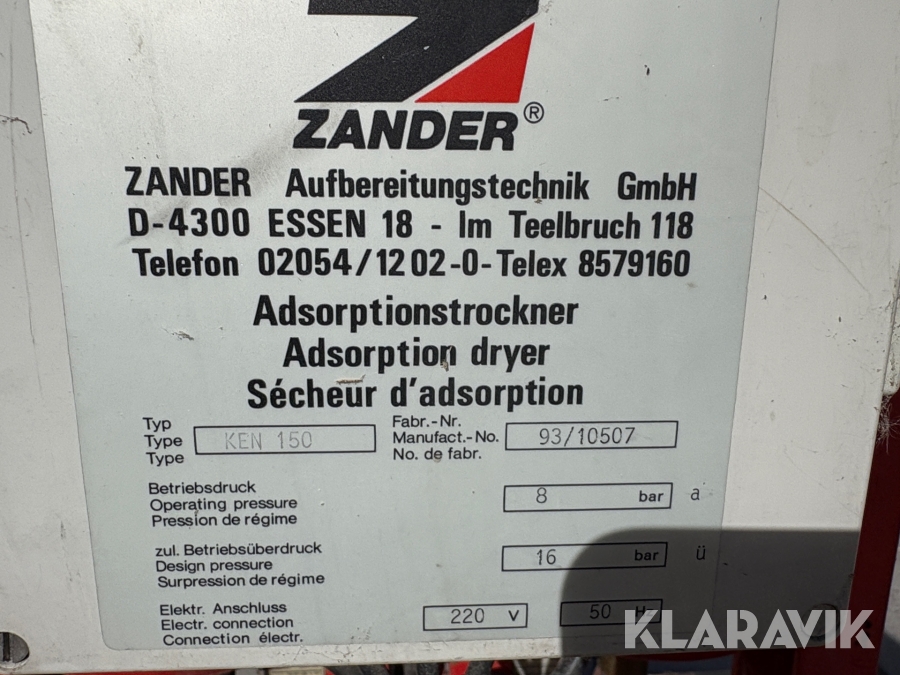 ZANDER®
ZANDER Aufbereitungstechnik GmbH
D-4300 ESSEN 18 - Im Teelbruch 118
Telefon 02054/12 02-0- Telex 8579160
Adsorptionstrockner
Adsorption dryer
Sécheur d'adsorption
Typ
Type
Type
KEN 150
Fabr.-Nr.
Manufact.-No.
No. de fabr.
93/10507
Betriebsdruck
Operating pressure
Pression de régime
8 bar a
zul. Betriebsüberdruck
Design pressure
Surpression de régime
16 bar ü
Elektr. Anschluss
Electr. connection
Connection électr.
220 V
50 Hz
KLARAVIK